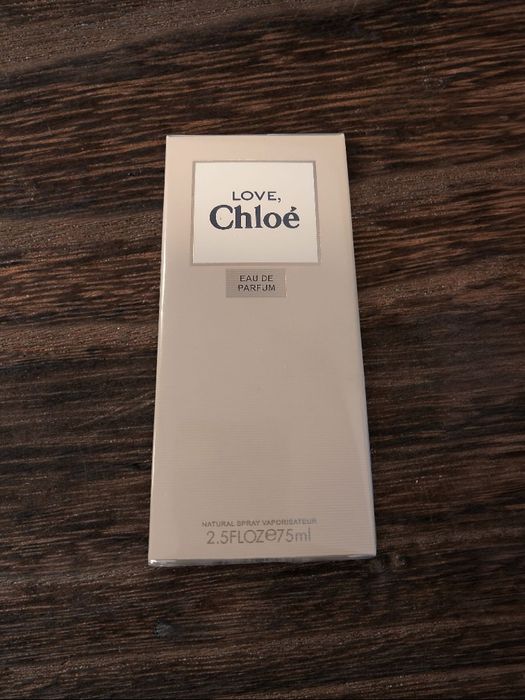 LOVE,
Chloé
EAU DE
PARFUM
NATURAL SPRAY VAPORISATEUR
2.5FLOZ℮75ml